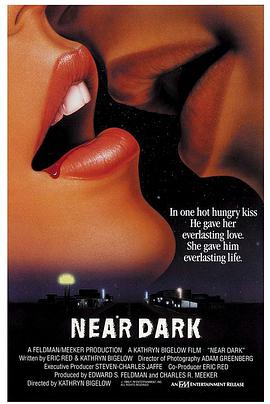 In one hot hungry kiss
He gave her
everlasting love.
She gave him
everlasting life.
NEAR DARK
A FELDMAN/MEEKER PRODUCTION A KATHRYN BIGELOW FILM "NEAR DARK"
Written by ERIC RED & KATHRYN BIGELOW Director of Photography ADAM GREENBERG
Executive Producer STEVEN-CHARLES JAFFE Co-Producer ERIC RED
Produced by EDWARD S. FELDMAN and CHARLES R. MEEKER
Directed by KATHRYN BIGELOW
AN ENTERTAINMENT RELEASE